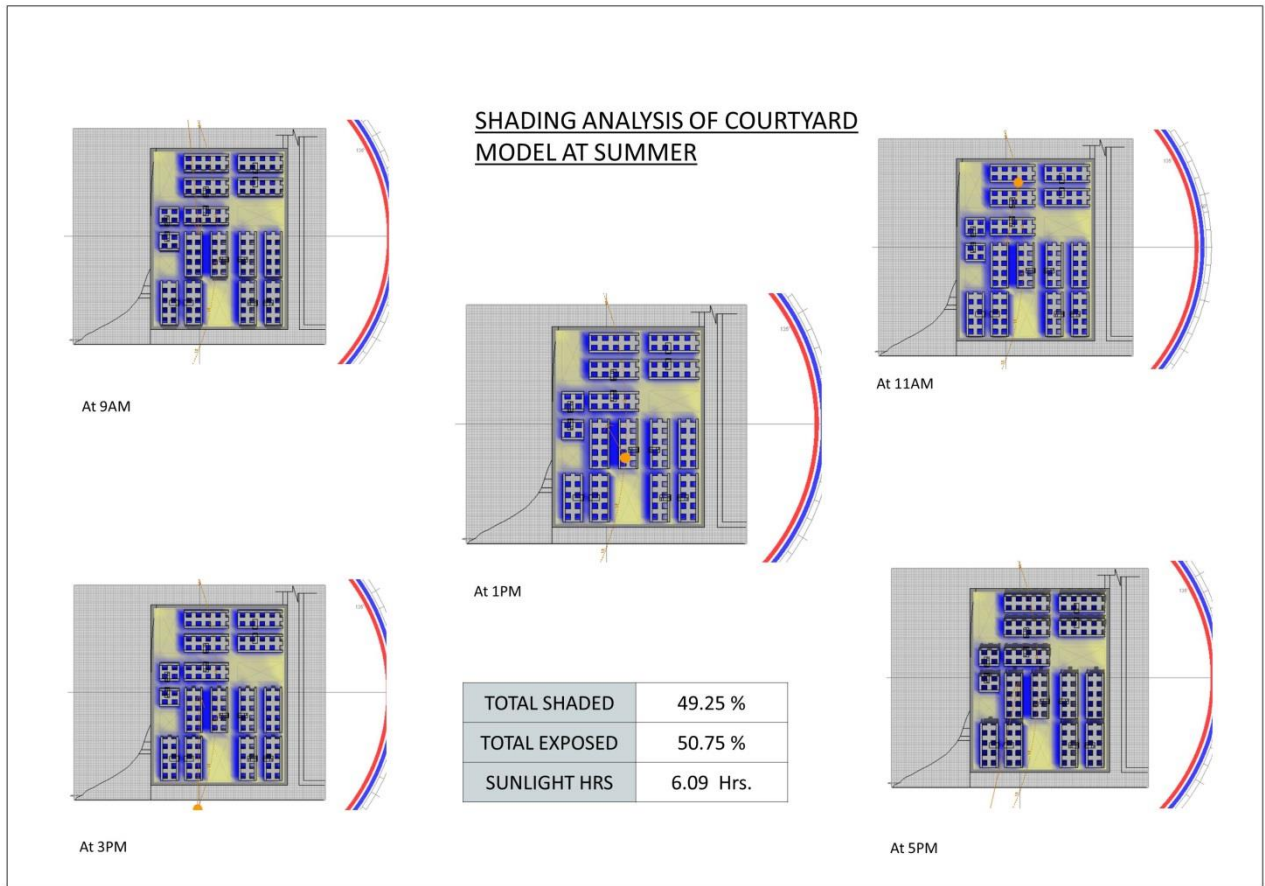 SHADING ANALYSIS OF COURTYARD
MODEL AT SUMMER
At 9AM
At 11AM
At 1PM
At 3PM
At 5PM
TOTAL SHADED 49.25 %
TOTAL EXPOSED 50.75 %
SUNLIGHT HRS 6.09 Hrs.